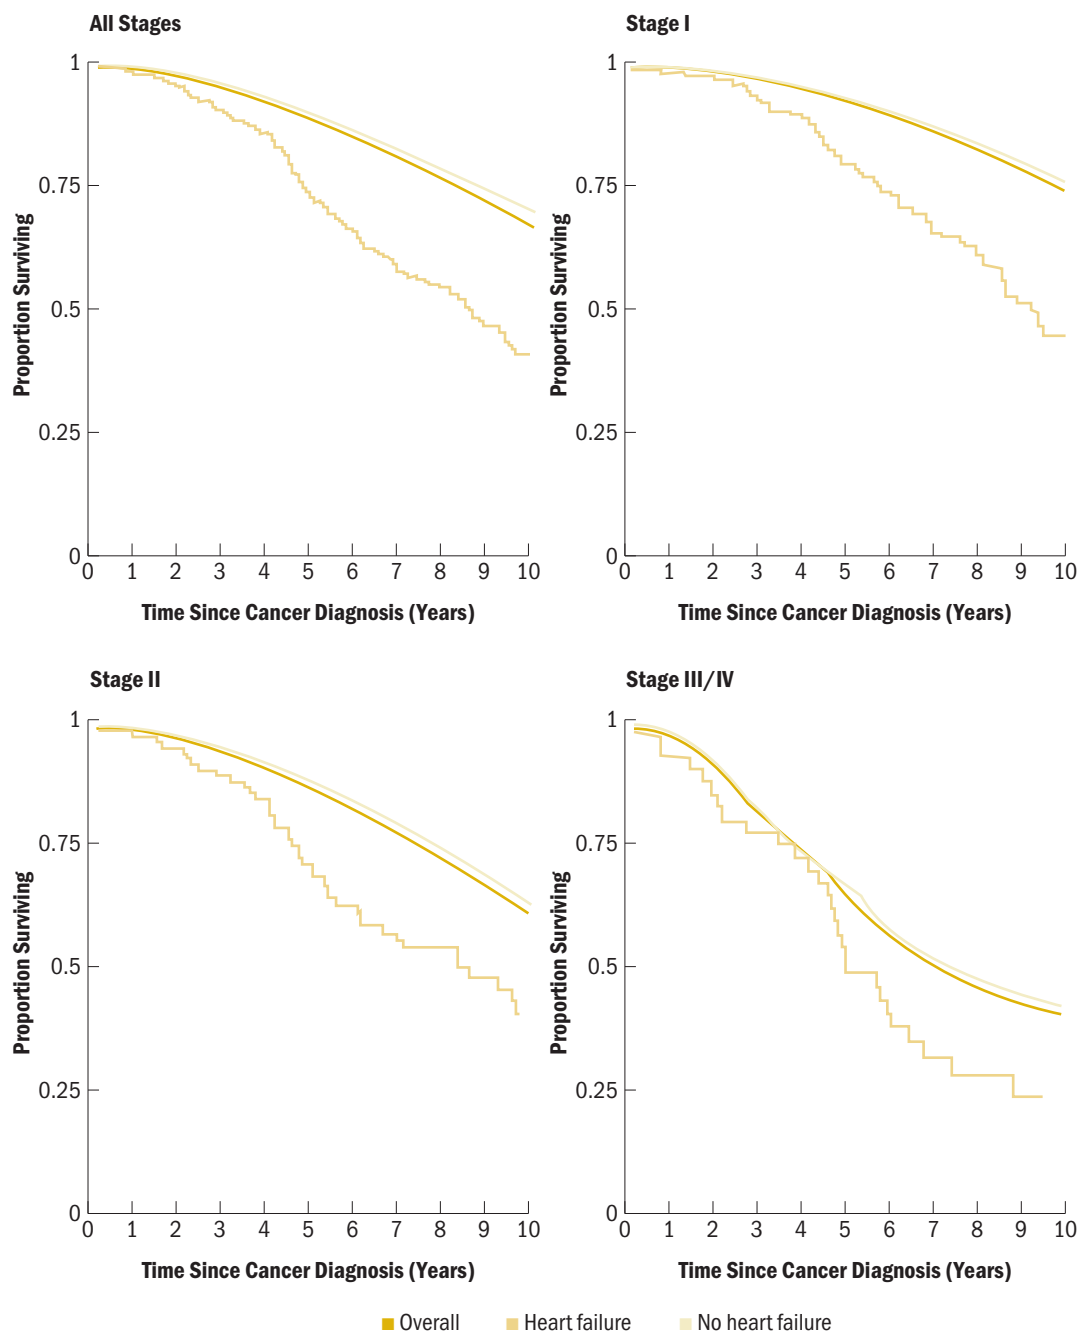 All Stages
1
0.75
0.5
0.25
0
0 1 2 3 4 5 6 7 8 9 10
Proportion Surviving
Time Since Cancer Diagnosis (Years)
Stage I
1
0.75
0.5
0.25
0
0 1 2 3 4 5 6 7 8 9 10
Proportion Surviving
Time Since Cancer Diagnosis (Years)
Stage II
1
0.75
0.5
0.25
0
0 1 2 3 4 5 6 7 8 9 10
Proportion Surviving
Time Since Cancer Diagnosis (Years)
Stage III/IV
1
0.75
0.5
0.25
0
0 1 2 3 4 5 6 7 8 9 10
Proportion Surviving
Time Since Cancer Diagnosis (Years)
Overall Heart failure No heart failure